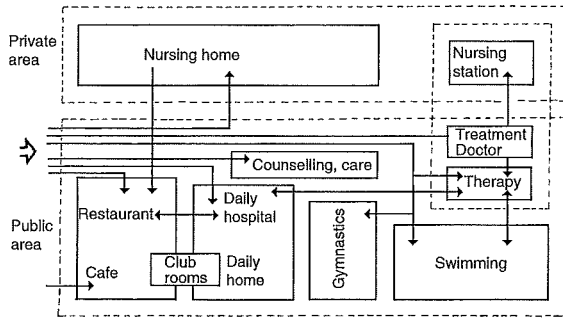 Private
area
Nursing home
Nursing
station
Treatment
Doctor
Counselling, care
Therapy
Public
area
Restaurant
Daily
hospital
Gymnastics
Swimming
Cafe
Club
rooms
Daily
home